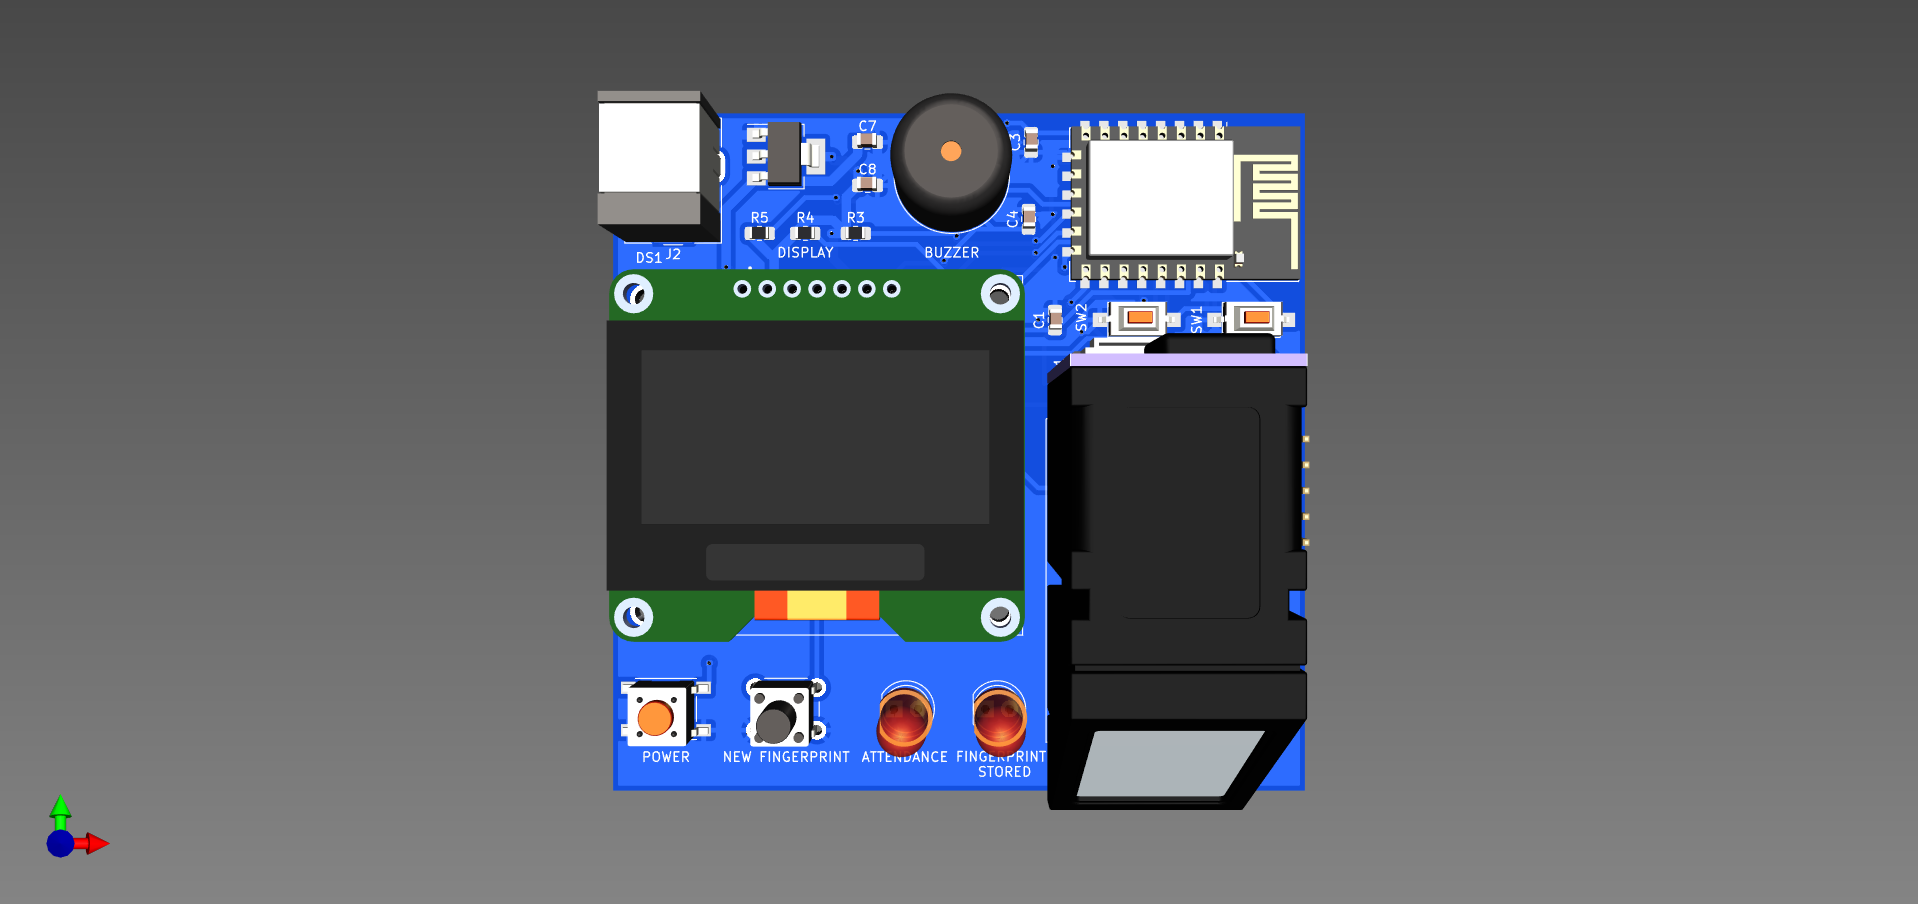 C7
C3
C8
R5
R4
R3
C4
DISPLAY
BUZZER
DS1
J2
C1
SW2
SW1
POWER
NEW FINGERPRINT
ATTENDANCE
FINGERPRINT
STORED